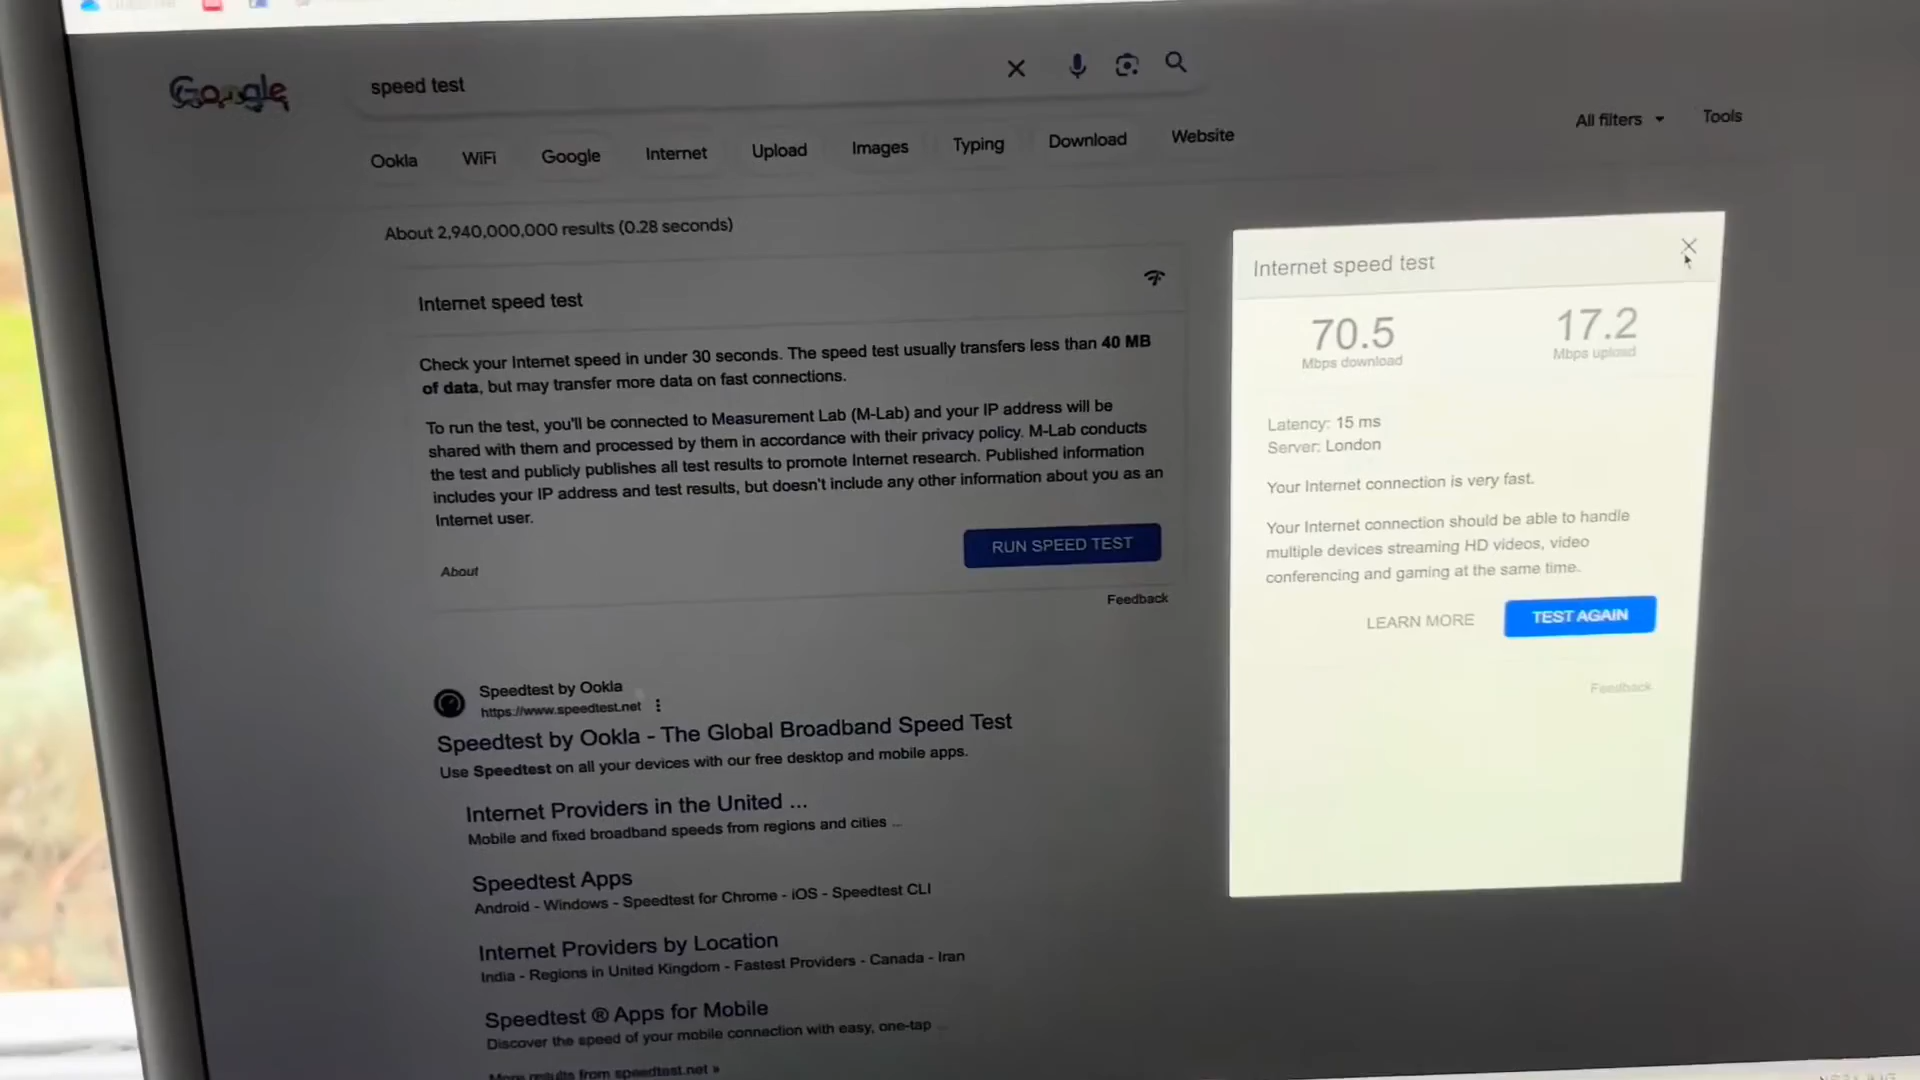 Google
speed test
Ookla
WiFi
Google
Internet
Upload
Images
Typing
Download
Website
All filters
Tools
About 2,940,000,000 results (0.28 seconds)
Internet speed test
Check your Internet speed in under 30 seconds. The speed test usually transfers less than 40 MB
of data, but may transfer more data on fast connections.
To run the test, you'll be connected to Measurement Lab (M-Lab) and your IP address will be
shared with them and processed by them in accordance with their privacy policy. M-Lab conducts
the test and publicly publishes all test results to promote Internet research. Published information
includes your IP address and test results, but doesn't include any other information about you as an
Internet user.
RUN SPEED TEST
About
Feedback
Speedtest by Ookla
https://www.speedtest.net
Speedtest by Ookla - The Global Broadband Speed Test
Use Speedtest on all your devices with our free desktop and mobile apps.
Internet Providers in the United ...
Mobile and fixed broadband speeds from regions and cities ...
Speedtest Apps
Android - Windows - Speedtest for Chrome - iOS - Speedtest CLI
Internet Providers by Location
India - Regions in United Kingdom - Fastest Providers - Canada - Iran
Speedtest ® Apps for Mobile
Discover the speed of your mobile connection with easy, one-tap ...
More results from speedtest.net »
Internet speed test
70.5
Mbps download
17.2
Mbps upload
Latency: 15 ms
Server: London
Your Internet connection is very fast.
Your Internet connection should be able to handle
multiple devices streaming HD videos, video
conferencing and gaming at the same time.
LEARN MORE
TEST AGAIN
Feedback